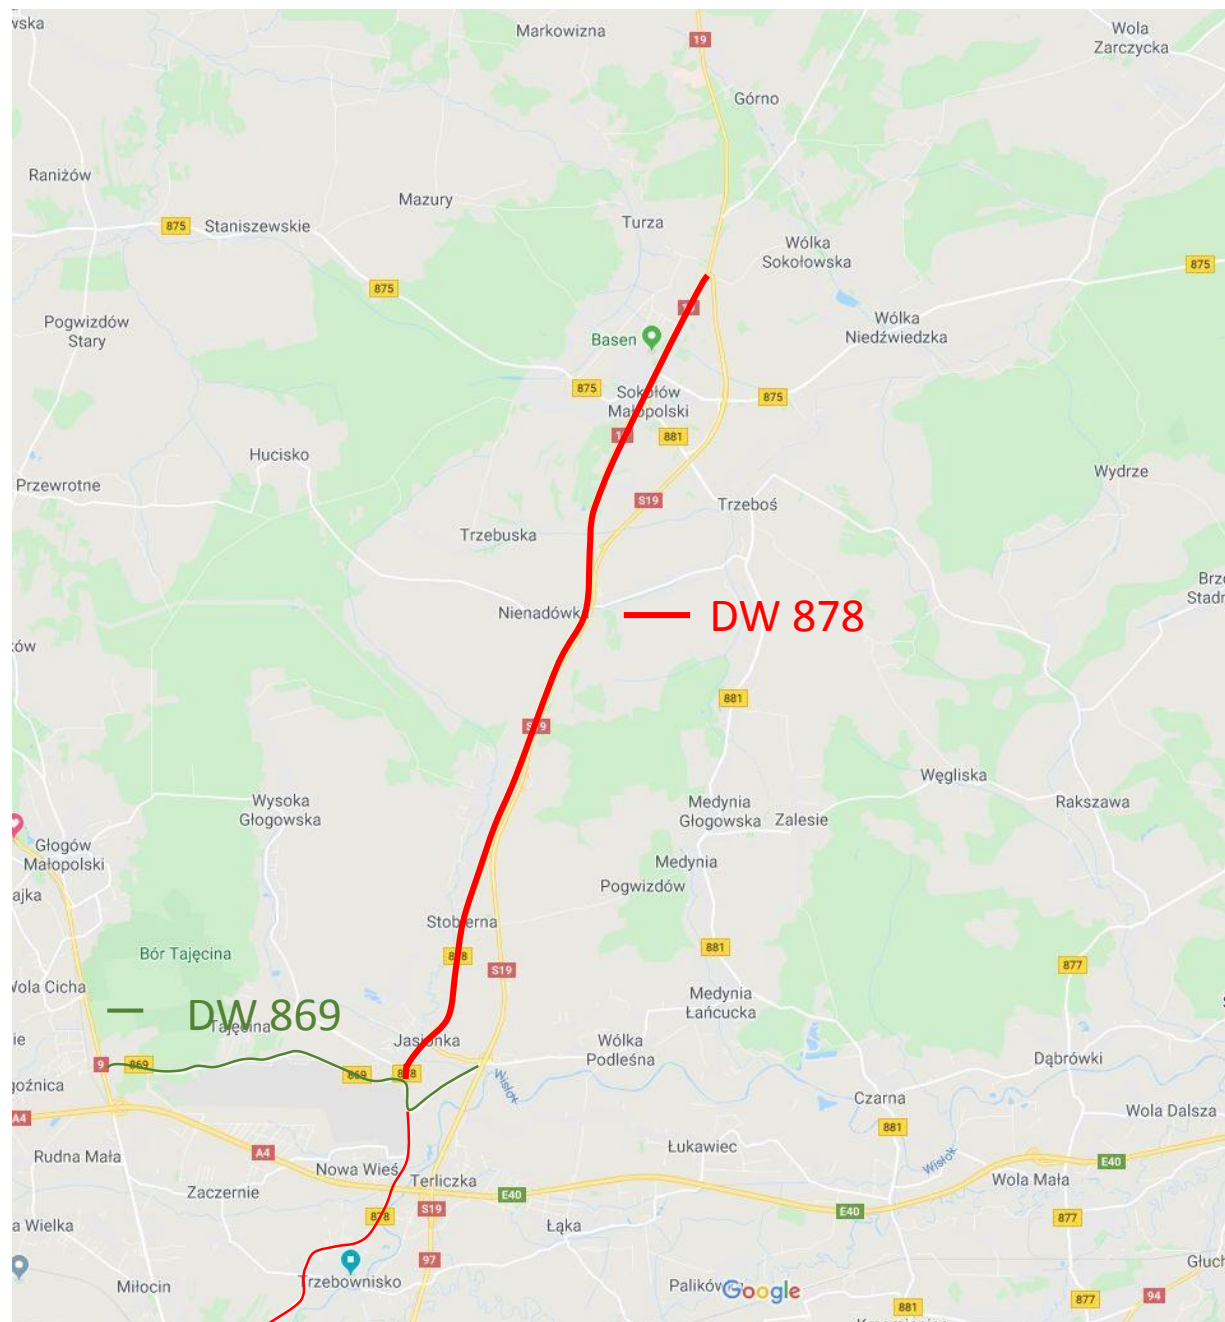 Markowizna
Wola
Zarczycka
19
Górno
Raniżów
Mazury
875
Staniszewskie
Turza
Wólka
Sokołowska
875
875
Pogwizdów
Stary
Wólka
Niedźwiedzka
Basen
875
Sokołów
Małopolski
875
881
Hucisko
Przewrotne
Wydrze
S19
Trzeboś
Trzebuska
Nienadówka
DW 878
881
Węgliska
Wysoka
Głogowska
Medynia
Głogowska
Zalesie
Rakszawa
Głogów
Małopolski
Medynia
Pogwizdów
Stobierna
Bór Tajęcina
881
877
S19
Wola Cicha
Medynia
Łańcucka
DW 869
Tajęcina
Jasionka
Wólka
Podleśna
Dąbrówki
9
869
869
878
Wisłok
Czarna
A4
881
Wola Dalsza
Rudna Mała
A4
Nowa Wieś
Łukawiec
Wisłok
E40
Zaczernie
Terliczka
E40
Wola Mała
S19
878
E40
877
Łąka
97
Miłocin
Trzebownisko
Google
877
94
881